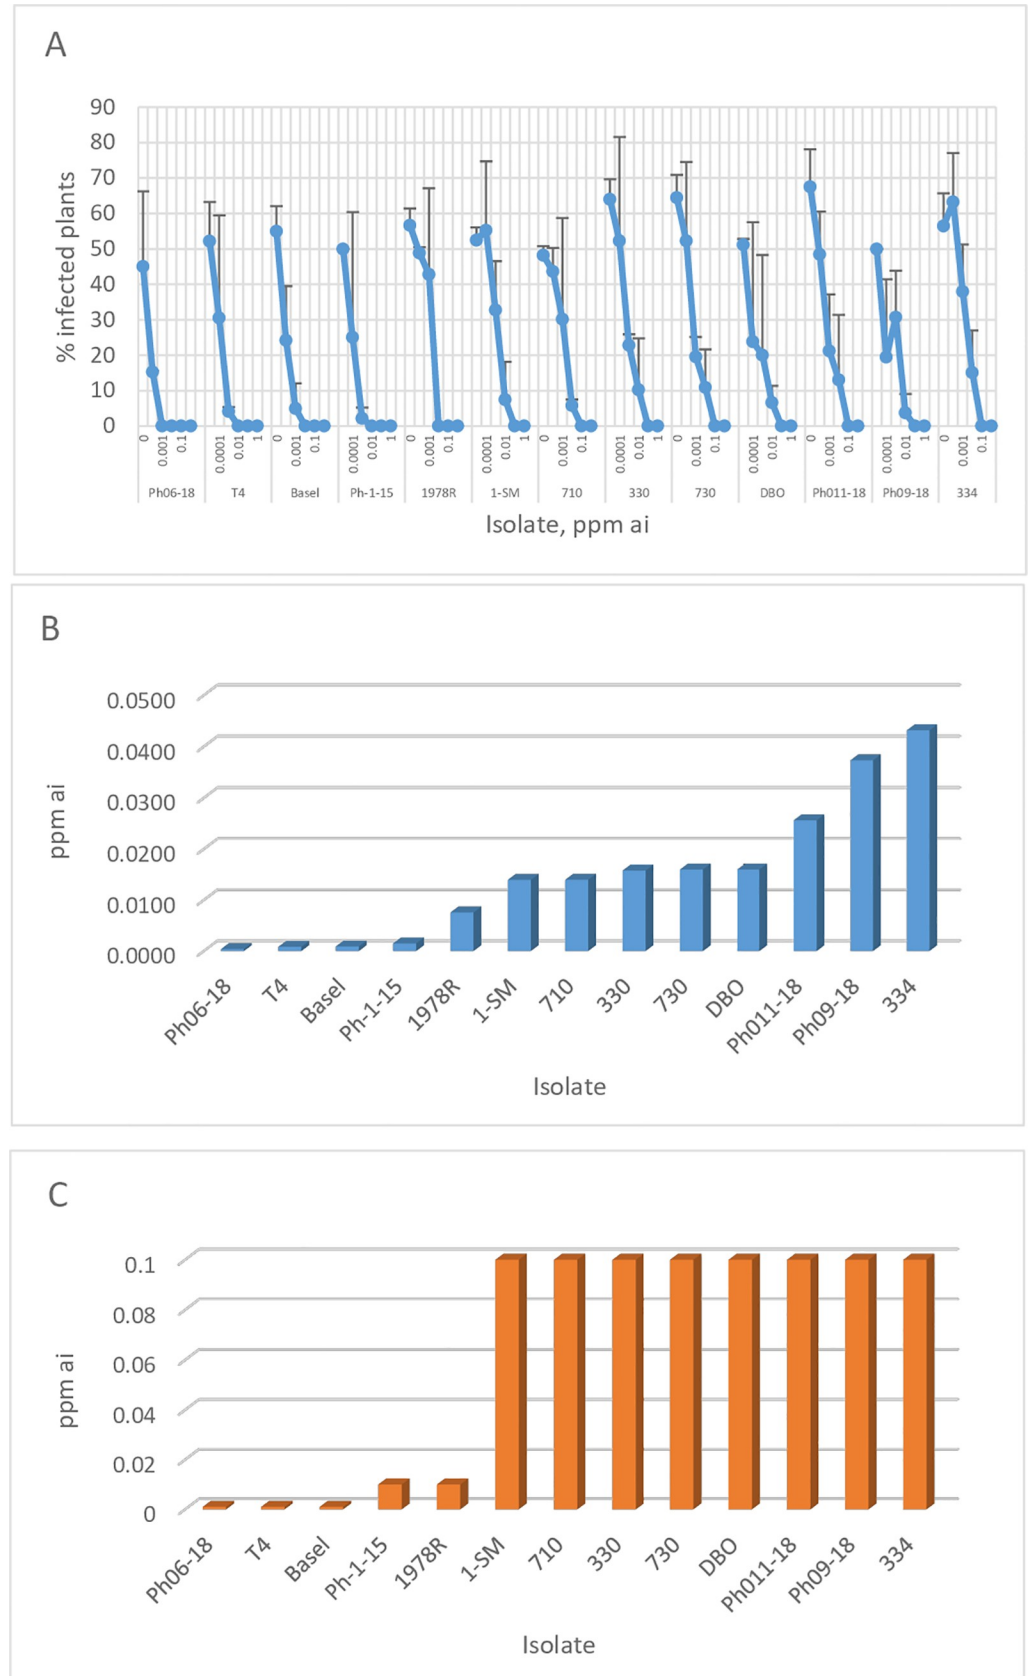 A
90
80
70
60
50
40
30
20
10
0
% infected plants
0 0.001 0.1 0.0001 0.01 1 0 0.001 0.1 0.0001 0.01 1 0 0.001 0.1 0.0001 0.01 1 0 0.001 0.1 0.0001 0.01 1 0 0.001 0.1 0.0001 0.01 1 0 0.001 0.1 0.0001 0.01 1 0 0.001 0.1
Ph06-18 T4 Basel Ph-1-15 1978R 1-SM 710 330 730 DBO Ph011-18 Ph09-18 334
Isolate, ppm ai
B
0.0500
0.0400
0.0300
0.0200
0.0100
0.0000
ppm ai
Ph06-18 T4 Basel Ph-1-15 1978R 1-SM 710 330 730 DBO Ph011-18 Ph09-18 334
Isolate
C
0.1
0.08
0.06
0.04
0.02
0
ppm ai
Ph06-18 T4 Basel Ph-1-15 1978R 1-SM 710 330 730 DBO Ph011-18 Ph09-18 334
Isolate